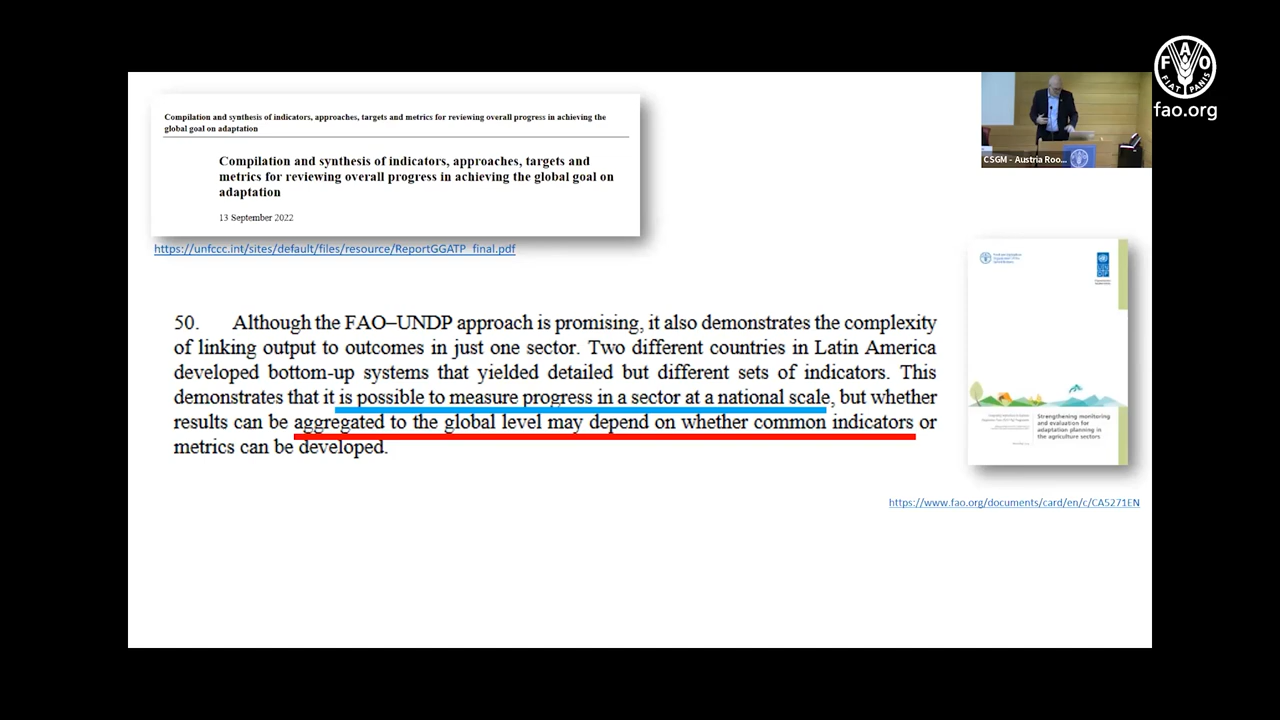 FAO
FIAT PANIS
fao.org
CSGM - Austria Roo...
Compilation and synthesis of indicators, approaches, targets and metrics for reviewing overall progress in achieving the
global goal on adaptation
Compilation and synthesis of indicators, approaches, targets and
metrics for reviewing overall progress in achieving the global goal on
adaptation
13 September 2022
https://unfccc.int/sites/default/files/resource/ReportGGATP_final.pdf
50. Although the FAO–UNDP approach is promising, it also demonstrates the complexity
of linking output to outcomes in just one sector. Two different countries in Latin America
developed bottom-up systems that yielded detailed but different sets of indicators. This
demonstrates that it is possible to measure progress in a sector at a national scale, but whether
results can be aggregated to the global level may depend on whether common indicators or
metrics can be developed.
Strengthening monitoring
and evaluation for
adaptation planning in
the agriculture sectors
https://www.fao.org/documents/card/en/c/CA5271EN